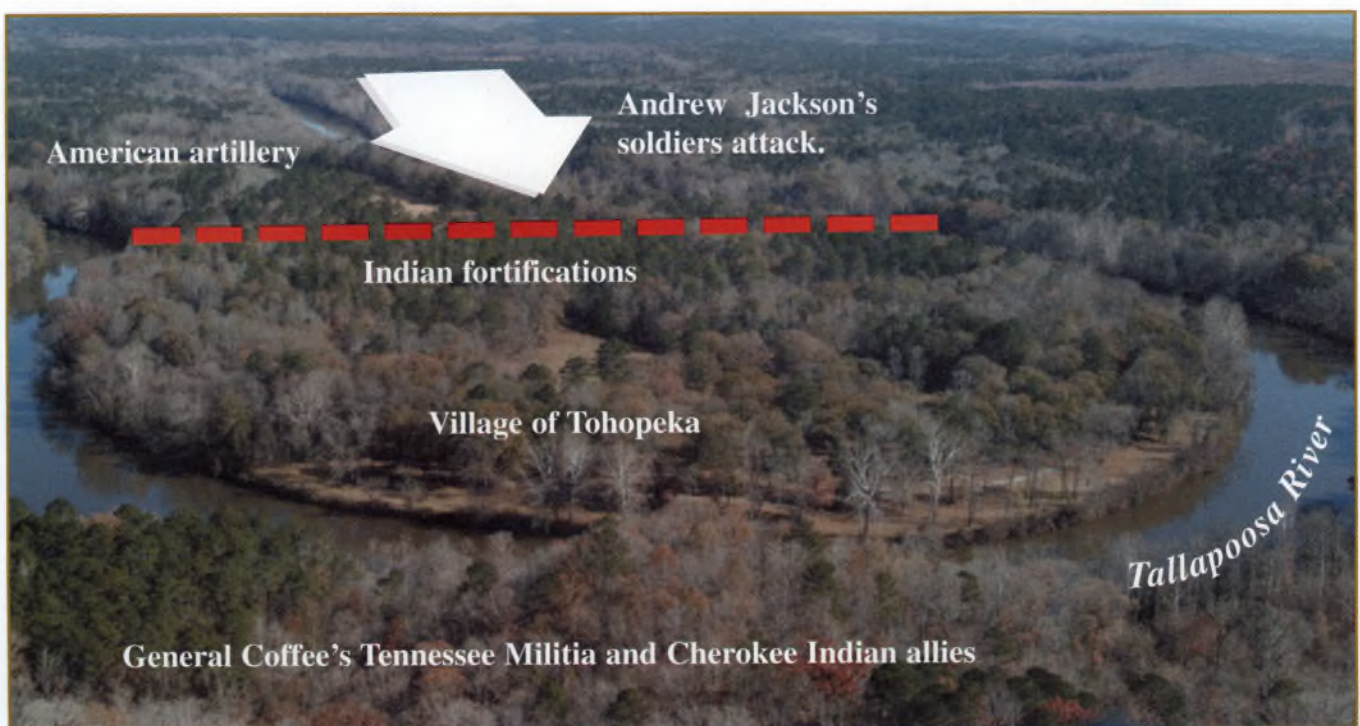 Andrew Jackson's
soldiers attack.
American artillery
Indian fortifications
Village of Tohopeka
Tallapoosa River
General Coffee's Tennessee Militia and Cherokee Indian allies